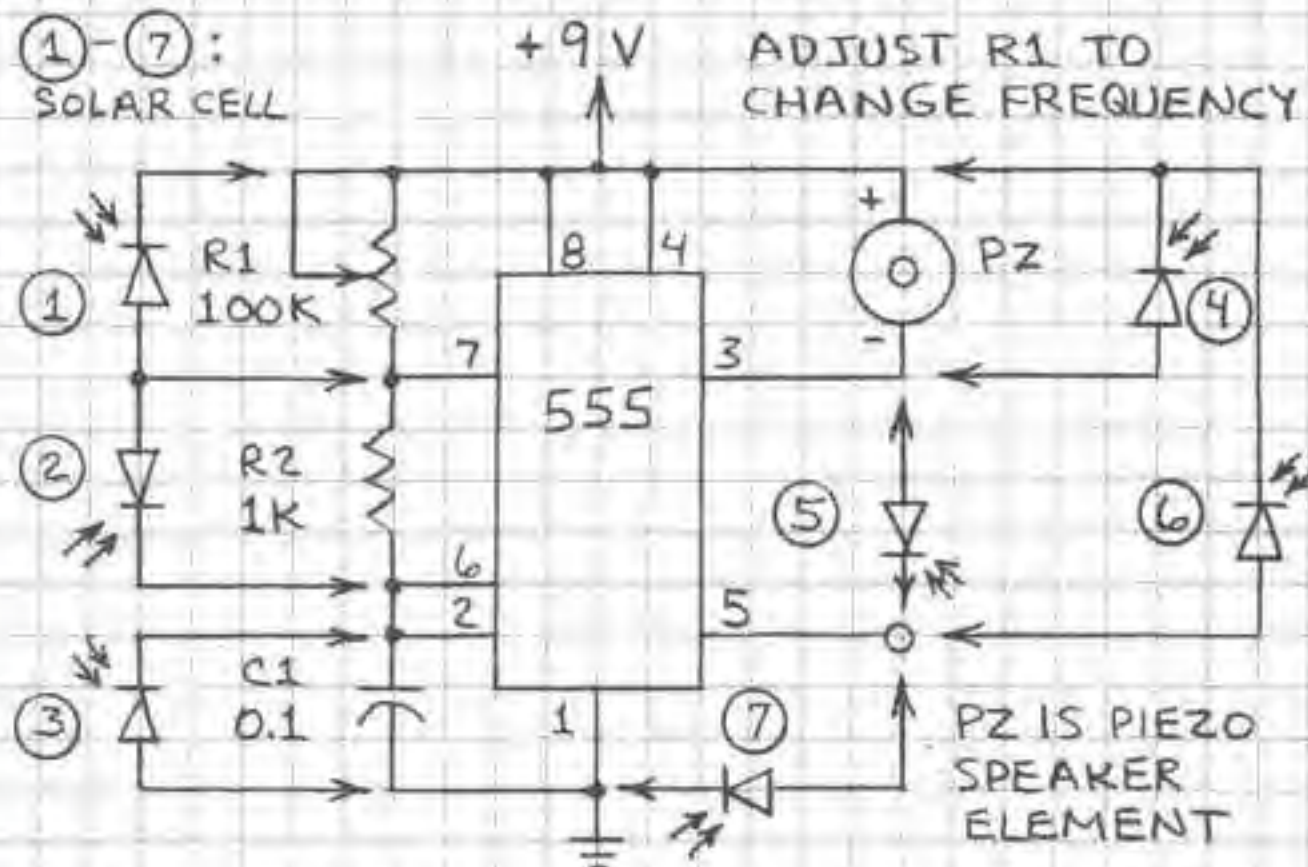 ①-⑦:
SOLAR CELL
+9V
ADJUST R1 TO
CHANGE FREQUENCY
+
PZ
-
8
4
R1
100K
①
④
7
3
555
②
R2
1K
⑤
⑥
6
2
5
③
C1
0.1
1
⑦
PZ IS PIEZO
SPEAKER
ELEMENT